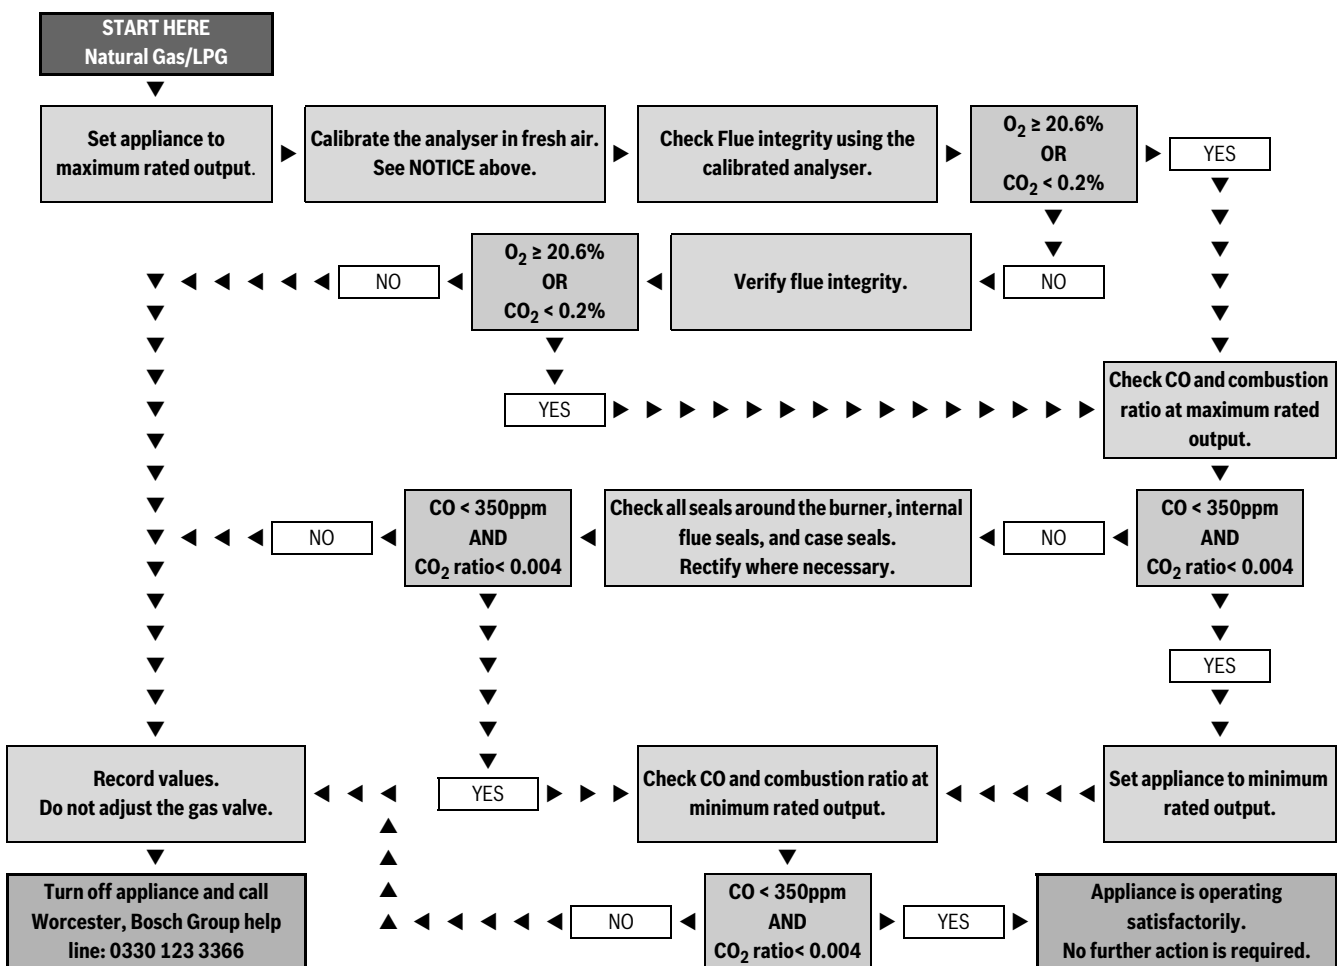 START HERE
Natural Gas/LPG
Set appliance to
maximum rated output.
Calibrate the analyser in fresh air.
See NOTICE above.
Check Flue integrity using the
calibrated analyser.
O₂ ≥ 20.6%
OR
CO₂ < 0.2%
YES
NO
Verify flue integrity.
O₂ ≥ 20.6%
OR
CO₂ < 0.2%
NO
YES
Check CO and combustion
ratio at maximum rated
output.
CO < 350ppm
AND
CO₂ ratio< 0.004
NO
Check all seals around the burner, internal
flue seals, and case seals.
Rectify where necessary.
CO < 350ppm
AND
CO₂ ratio< 0.004
NO
YES
Record values.
Do not adjust the gas valve.
YES
Check CO and combustion ratio at
minimum rated output.
Set appliance to minimum
rated output.
Turn off appliance and call
Worcester, Bosch Group help
line: 0330 123 3366
NO
CO < 350ppm
AND
CO₂ ratio< 0.004
YES
Appliance is operating
satisfactorily.
No further action is required.